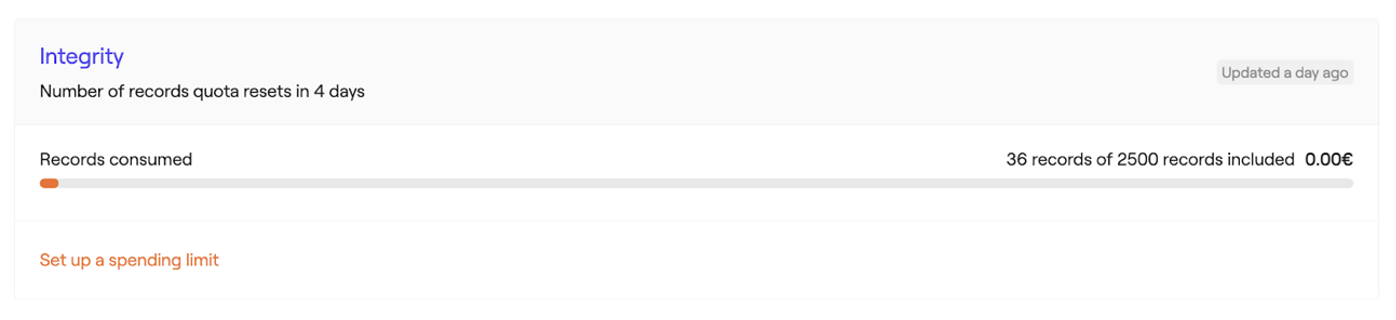 Integrity
Updated a day ago
Number of records quota resets in 4 days
Records consumed
36 records of 2500 records included 0.00€
Set up a spending limit